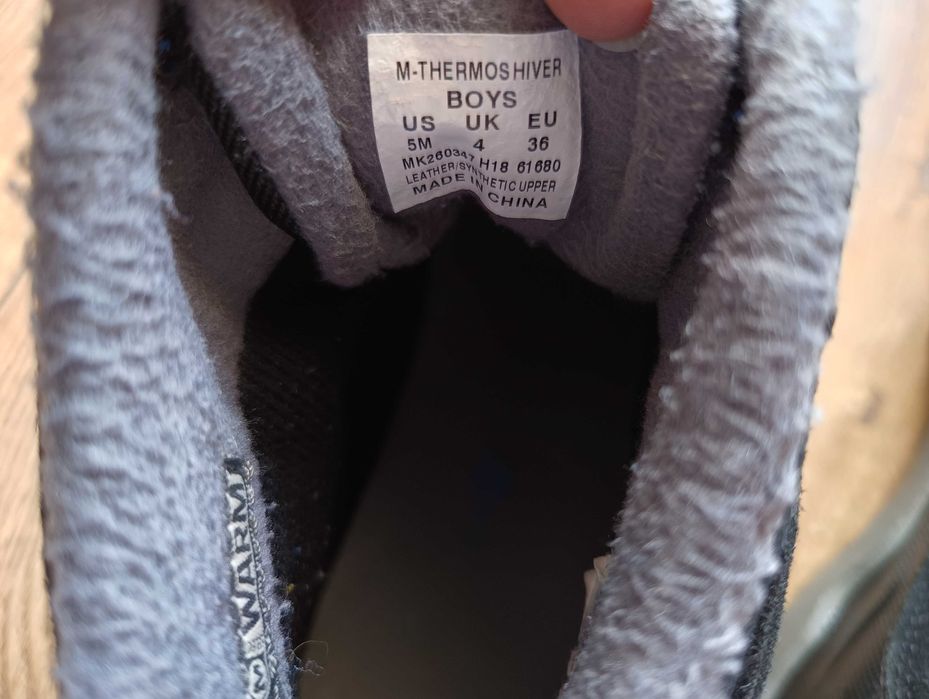 M-THERMOSHIVER
BOYS
US UK EU
5M 4 36
MK260347 H18 61680
LEATHER/SYNTHETIC UPPER
MADE IN CHINA
WARM